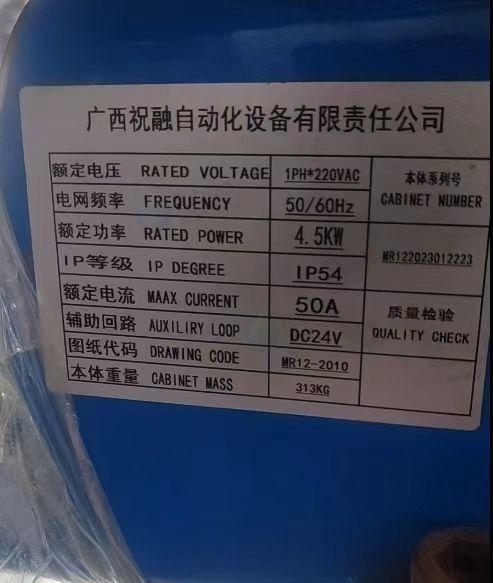 广西祝融自动化设备有限责任公司
额定电压 RATED VOLTAGE 1PH*220VAC 本体系列号
电网频率 FREQUENCY 50/60Hz CABINET NUMBER
额定功率 RATED POWER 4.5KW MR122023012223
IP等级 IP DEGREE IP54
额定电流 MAAX CURRENT 50A 质量检验
辅助回路 AUXILIRY LOOP DC24V QUALITY CHECK
图纸代码 DRAWING CODE MR12-2010
本体重量 CABINET MASS 313KG